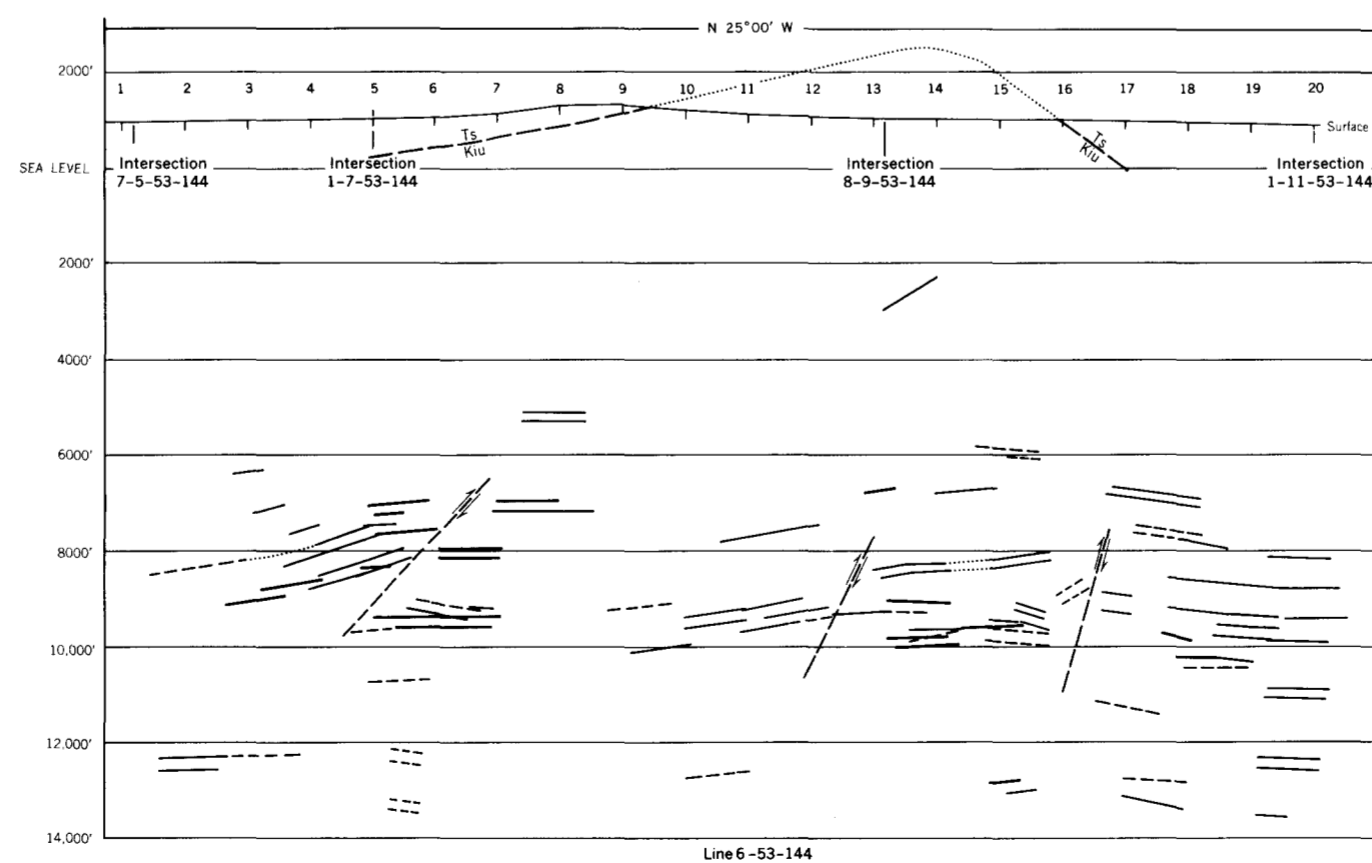 N 25°00' W
2000'
1 2 3 4 5 6 7 8 9 10 11 12 13 14 15 16 17 18 19 20
Surface
Ts
Kiu
Ts
Kiu
SEA LEVEL
Intersection
7-5-53-144
Intersection
1-7-53-144
Intersection
8-9-53-144
Intersection
1-11-53-144
2000'
4000'
6000'
8000'
10.000'
12.000'
14,000'
Line 6-53-144